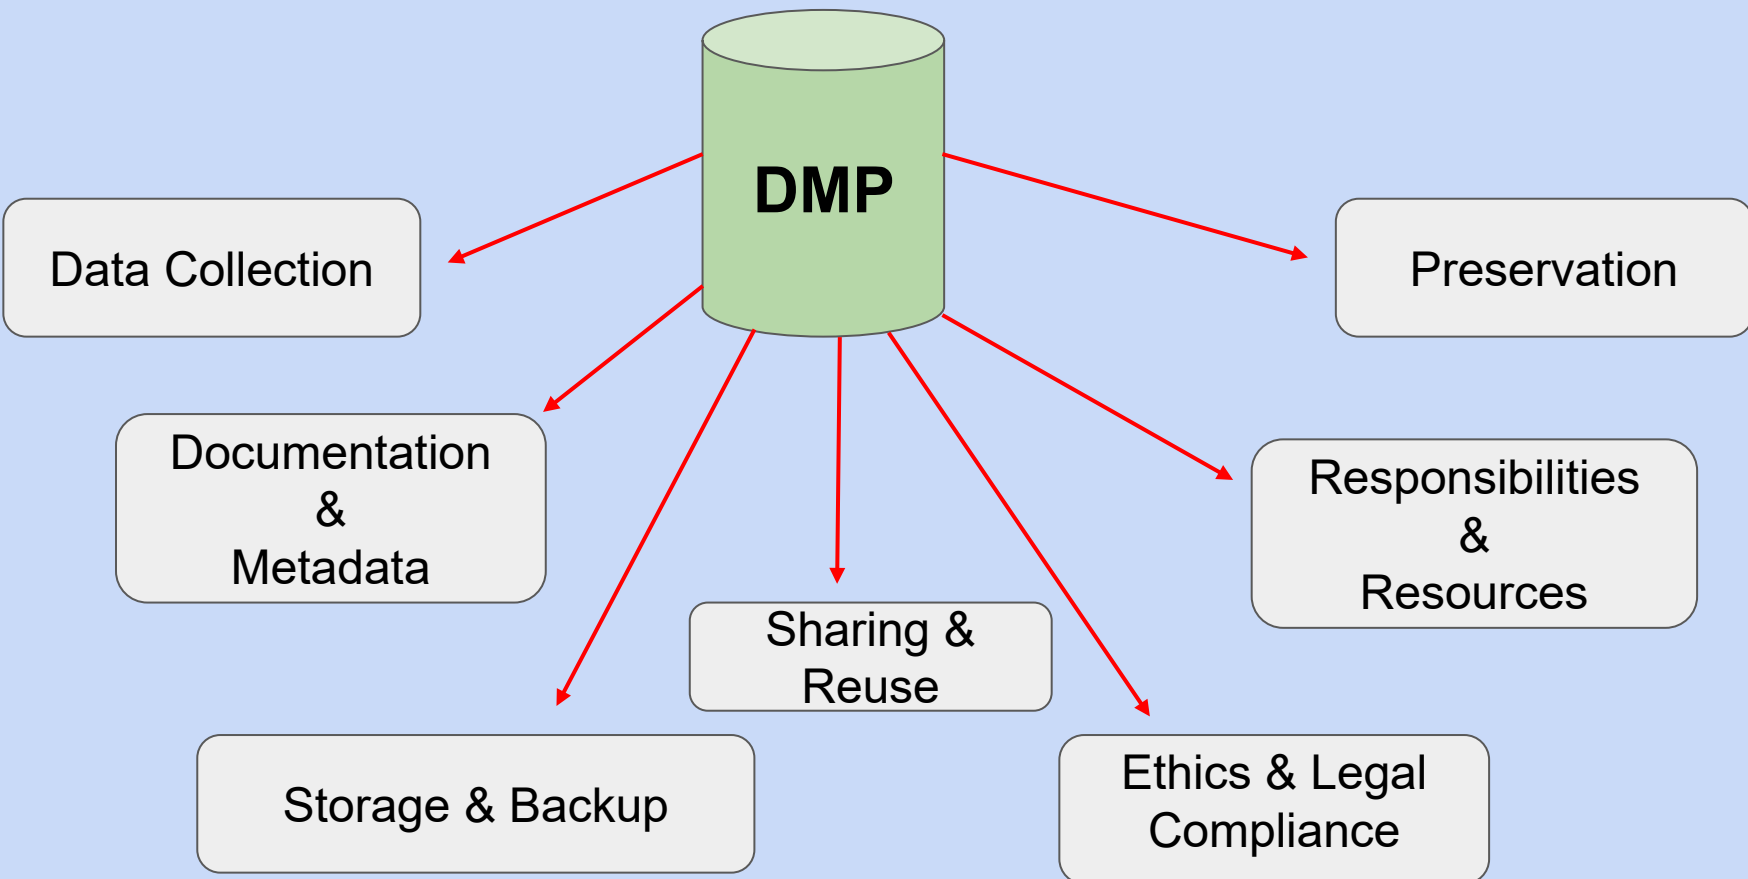 DMP
Data Collection
Preservation
Documentation
&
Metadata
Responsibilities
&
Resources
Sharing &
Reuse
Storage & Backup
Ethics & Legal
Compliance